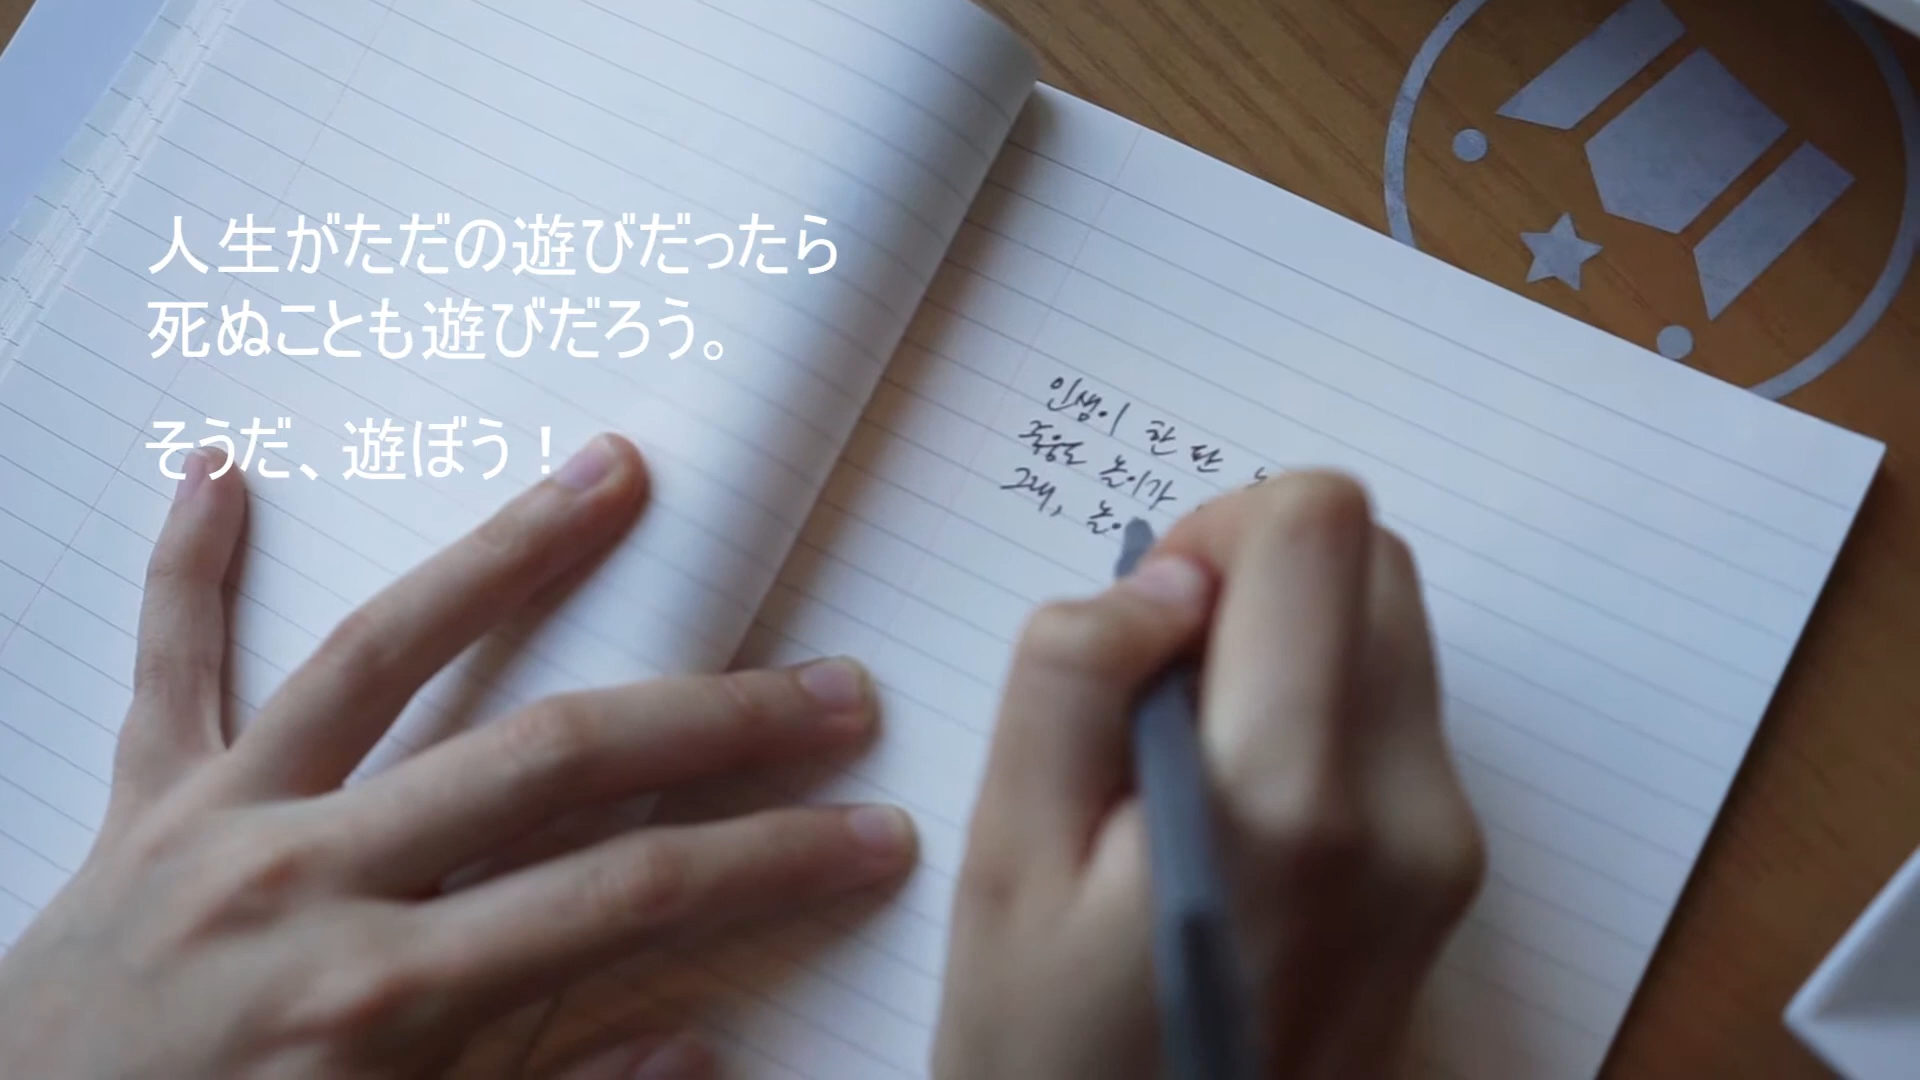 人生がただの遊びだったら
死ぬことも遊びだろう。
そうだ、遊ぼう！
인생이 한 판
죽음도 놀이가
그래,